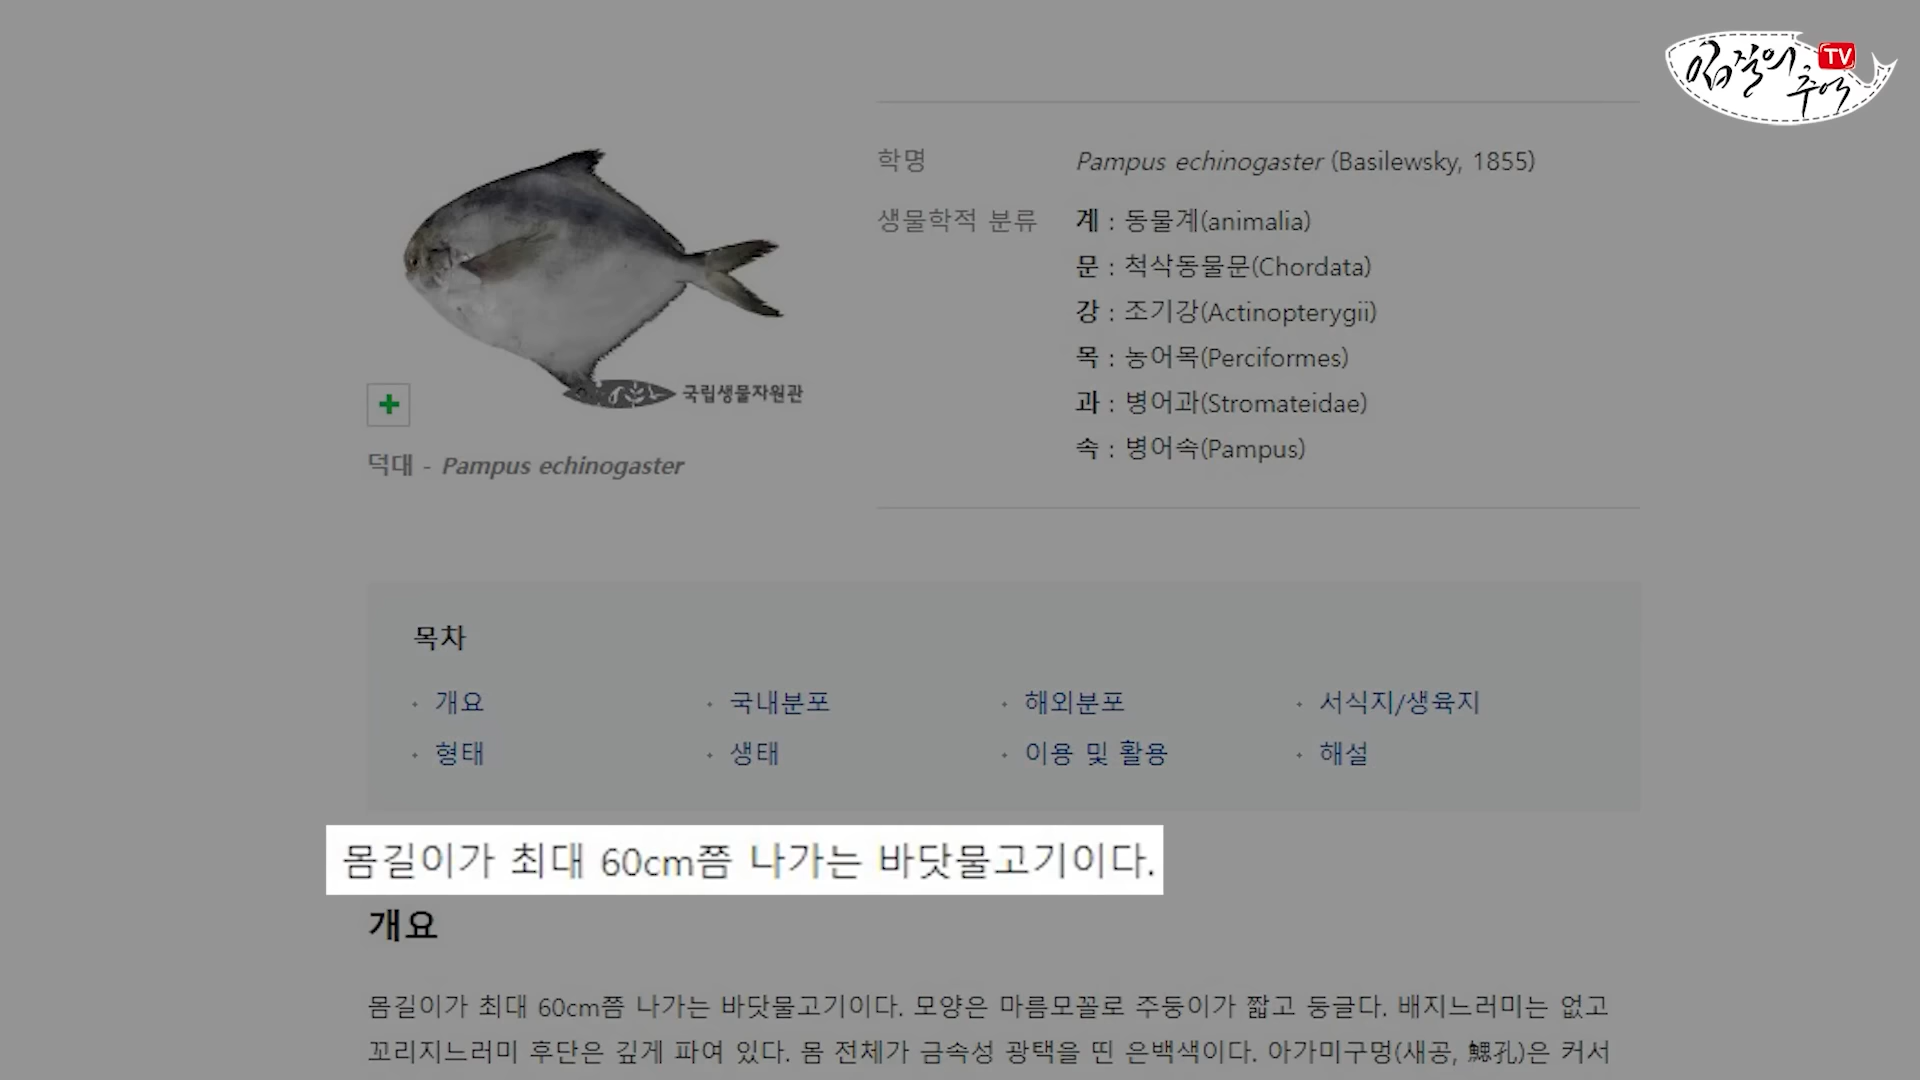 입질의 추억 TV
학명 Pampus echinogaster (Basilewsky, 1855)
생물학적 분류 계 : 동물계(animalia)
문 : 척삭동물문(Chordata)
강 : 조기강(Actinopterygii)
목 : 농어목(Perciformes)
과 : 병어과(Stromateidae)
속 : 병어속(Pampus)
국립생물자원관
덕대 - Pampus echinogaster
목차
개요 국내분포 해외분포 서식지/생육지
형태 생태 이용 및 활용 해설
몸길이가 최대 60cm쯤 나가는 바닷물고기이다.
개요
몸길이가 최대 60cm쯤 나가는 바닷물고기이다. 모양은 마름모꼴로 주둥이가 짧고 둥글다. 배지느러미는 없고
꼬리지느러미 후단은 깊게 파여 있다. 몸 전체가 금속성 광택을 띤 은백색이다. 아가미구멍(새공, 鰓孔)은 커서